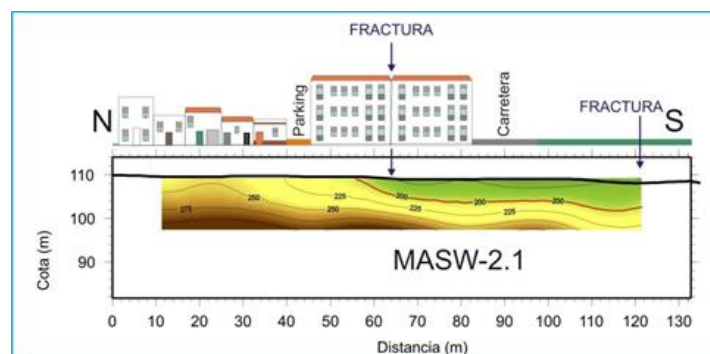 FRACTURA
N
Parking
Carretera
FRACTURA
S
110
100
90
Cota (m)
275
250
225
250
225
200
200
225
200
MASW-2.1
0 10 20 30 40 50 60 70 80 90 100 110 120 130
Distancia (m)